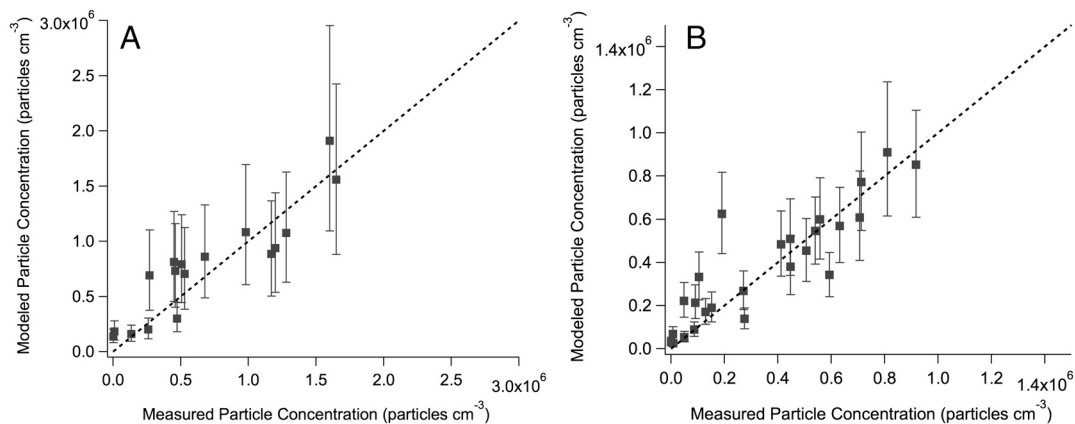 A
Modeled Particle Concentration (particles cm-3)
3.0x10^6
2.5
2.0
1.5
1.0
0.5
0.0
0.0 0.5 1.0 1.5 2.0 2.5 3.0x10^6
Measured Particle Concentration (particles cm-3)
B
Modeled Particle Concentration (particles cm-3)
1.4x10^6
1.2
1.0
0.8
0.6
0.4
0.2
0.0
0.0 0.2 0.4 0.6 0.8 1.0 1.2 1.4x10^6
Measured Particle Concentration (particles cm-3)